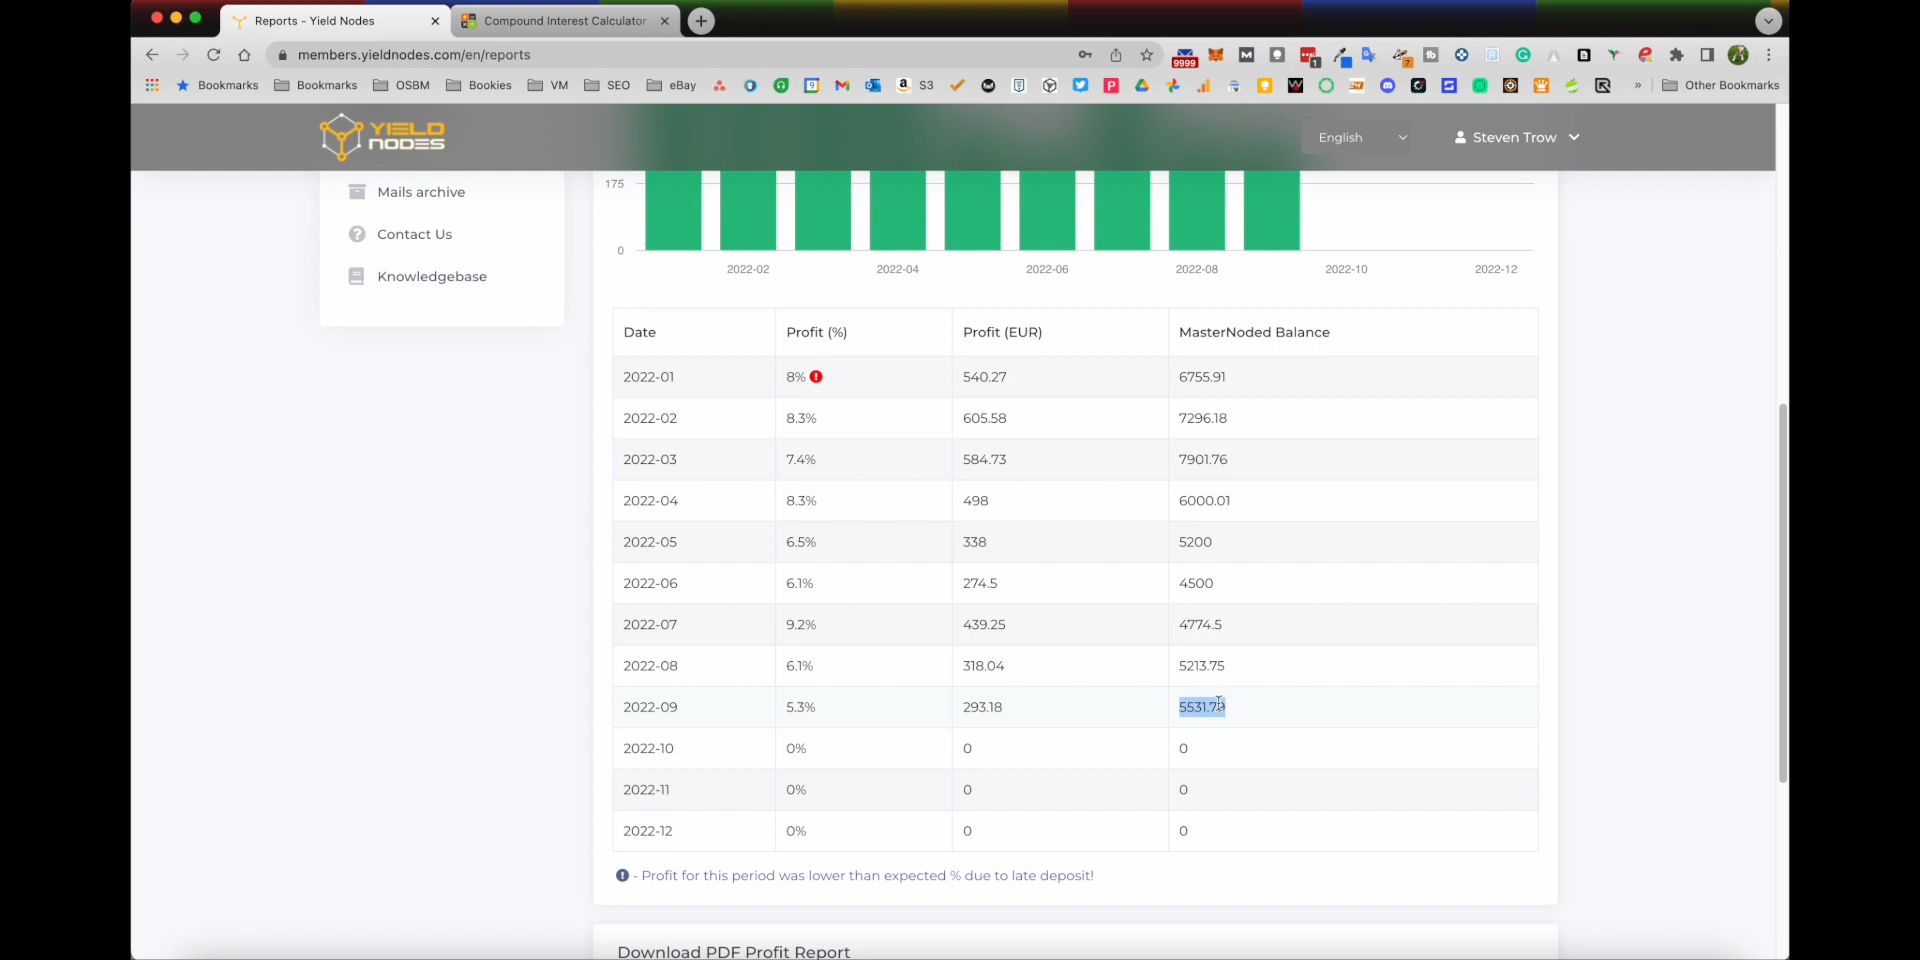 Reports - Yield Nodes
Compound Interest Calculator
members.yieldnodes.com/en/reports
9999
Bookmarks Bookmarks OSBM Bookies VM SEO eBay S3 » Other Bookmarks
YIELD
NODES
English
Steven Trow
Mails archive
Contact Us
Knowledgebase
175
0
2022-02 2022-04 2022-06 2022-08 2022-10 2022-12
Date Profit (%) Profit (EUR) MasterNoded Balance
2022-01 8% 540.27 6755.91
2022-02 8.3% 605.58 7296.18
2022-03 7.4% 584.73 7901.76
2022-04 8.3% 498 6000.01
2022-05 6.5% 338 5200
2022-06 6.1% 274.5 4500
2022-07 9.2% 439.25 4774.5
2022-08 6.1% 318.04 5213.75
2022-09 5.3% 293.18 5531.79
2022-10 0% 0 0
2022-11 0% 0 0
2022-12 0% 0 0
- Profit for this period was lower than expected % due to late deposit!
Download PDF Profit Report